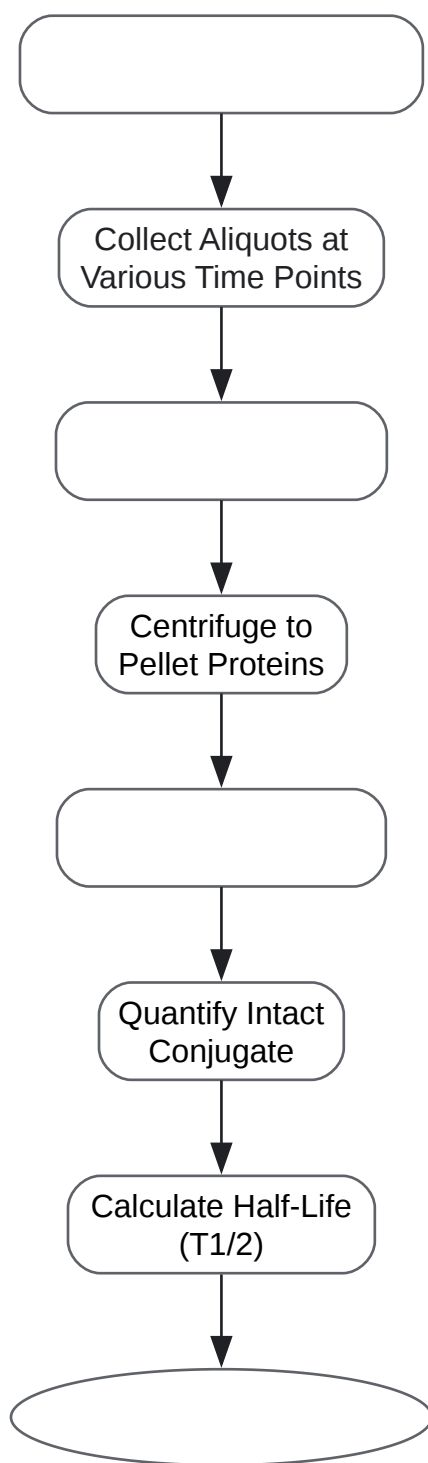 Collect Aliquots at
Various Time Points
Centrifuge to
Pellet Proteins
Quantify Intact
Conjugate
Calculate Half-Life
(T1/2)